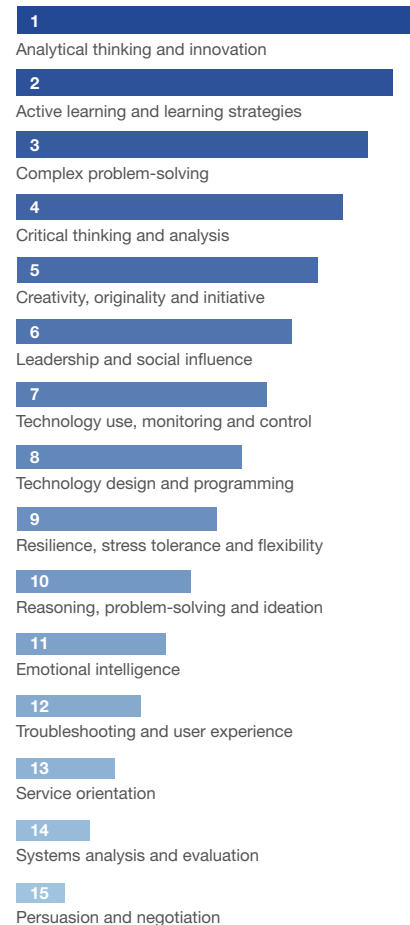 1
Analytical thinking and innovation
2
Active learning and learning strategies
3
Complex problem-solving
4
Critical thinking and analysis
5
Creativity, originality and initiative
6
Leadership and social influence
7
Technology use, monitoring and control
8
Technology design and programming
9
Resilience, stress tolerance and flexibility
10
Reasoning, problem-solving and ideation
11
Emotional intelligence
12
Troubleshooting and user experience
13
Service orientation
14
Systems analysis and evaluation
15
Persuasion and negotiation